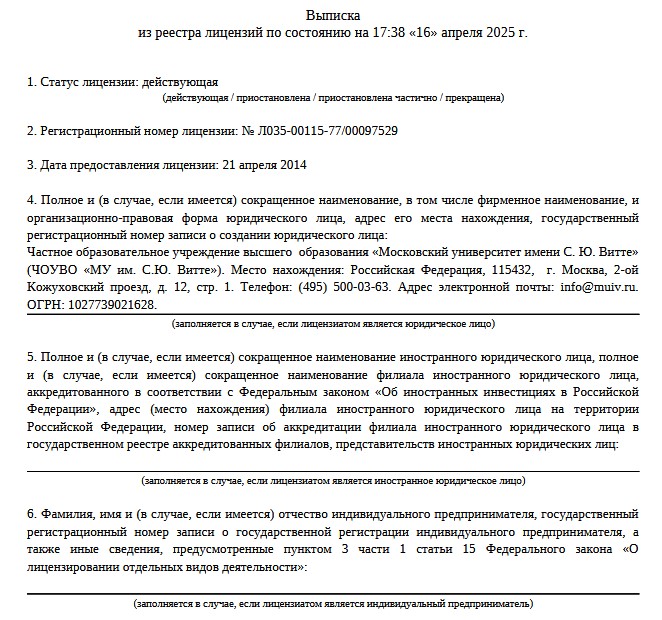 Выписка
из реестра лицензий по состоянию на 17:38 «16» апреля 2025 г.
1. Статус лицензии: действующая
(действующая / приостановлена / приостановлена частично / прекращена)
2. Регистрационный номер лицензии: № Л035-00115-77/00097529
3. Дата предоставления лицензии: 21 апреля 2014
4. Полное и (в случае, если имеется) сокращенное наименование, в том числе фирменное наименование, и
организационно-правовая форма юридического лица, адрес его места нахождения, государственный
регистрационный номер записи о создании юридического лица:
Частное образовательное учреждение высшего образования «Московский университет имени С. Ю. Витте»
(ЧОУВО «МУ им. С.Ю. Витте»). Место нахождения: Российская Федерация, 115432, г. Москва, 2-ой
Кожуховский проезд, д. 12, стр. 1. Телефон: (495) 500-03-63. Адрес электронной почты: info@muiv.ru.
ОГРН: 1027739021628.
(заполняется в случае, если лицензиатом является юридическое лицо)
5. Полное и (в случае, если имеется) сокращенное наименование иностранного юридического лица, полное
и (в случае, если имеется) сокращенное наименование филиала иностранного юридического лица,
аккредитованного в соответствии с Федеральным законом «Об иностранных инвестициях в Российской
Федерации», адрес (место нахождения) филиала иностранного юридического лица на территории
Российской Федерации, номер записи об аккредитации филиала иностранного юридического лица в
государственном реестре аккредитованных филиалов, представительств иностранных юридических лиц:
(заполняется в случае, если лицензиатом является иностранное юридическое лицо)
6. Фамилия, имя и (в случае, если имеется) отчество индивидуального предпринимателя, государственный
регистрационный номер записи о государственной регистрации индивидуального предпринимателя, а
также иные сведения, предусмотренные пунктом 3 части 1 статьи 15 Федерального закона «О
лицензировании отдельных видов деятельности»:
(заполняется в случае, если лицензиатом является индивидуальный предприниматель)